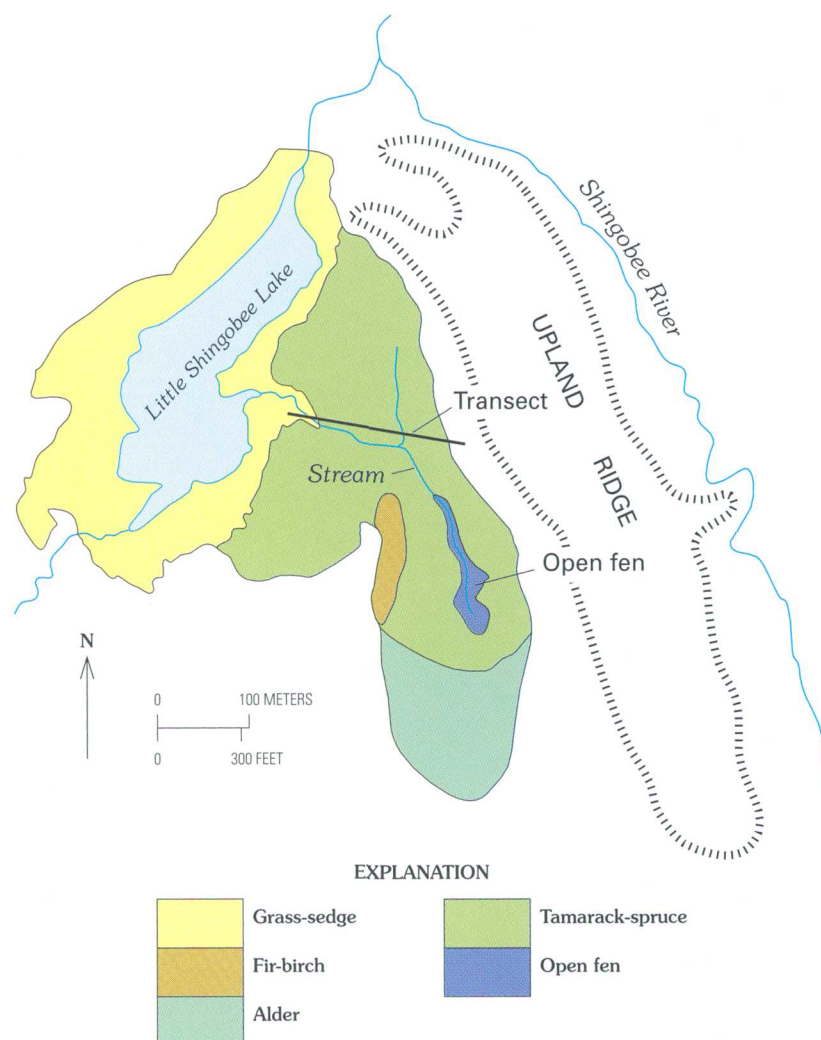 Shingobee River
Little Shingobee Lake
UPLAND
RIDGE
Transect
Stream
Open fen
N
0 100 METERS
0 300 FEET
EXPLANATION
Grass-sedge
Fir-birch
Alder
Tamarack-spruce
Open fen